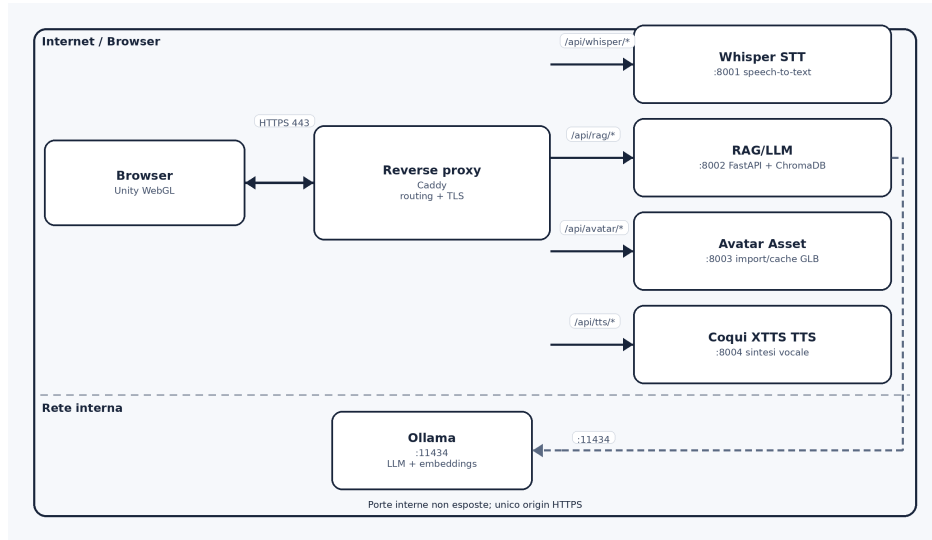 Internet / Browser
/api/whisper/*
Whisper STT
:8001 speech-to-text
HTTPS 443
/api/rag/*
RAG/LLM
:8002 FastAPI + ChromaDB
Browser
Unity WebGL
Reverse proxy
Caddy
routing + TLS
/api/avatar/*
Avatar Asset
:8003 import/cache GLB
/api/tts/*
Coqui XTTS TTS
:8004 sintesi vocale
Rete interna
Ollama
:11434
LLM + embeddings
:11434
Porte interne non esposte; unico origin HTTPS